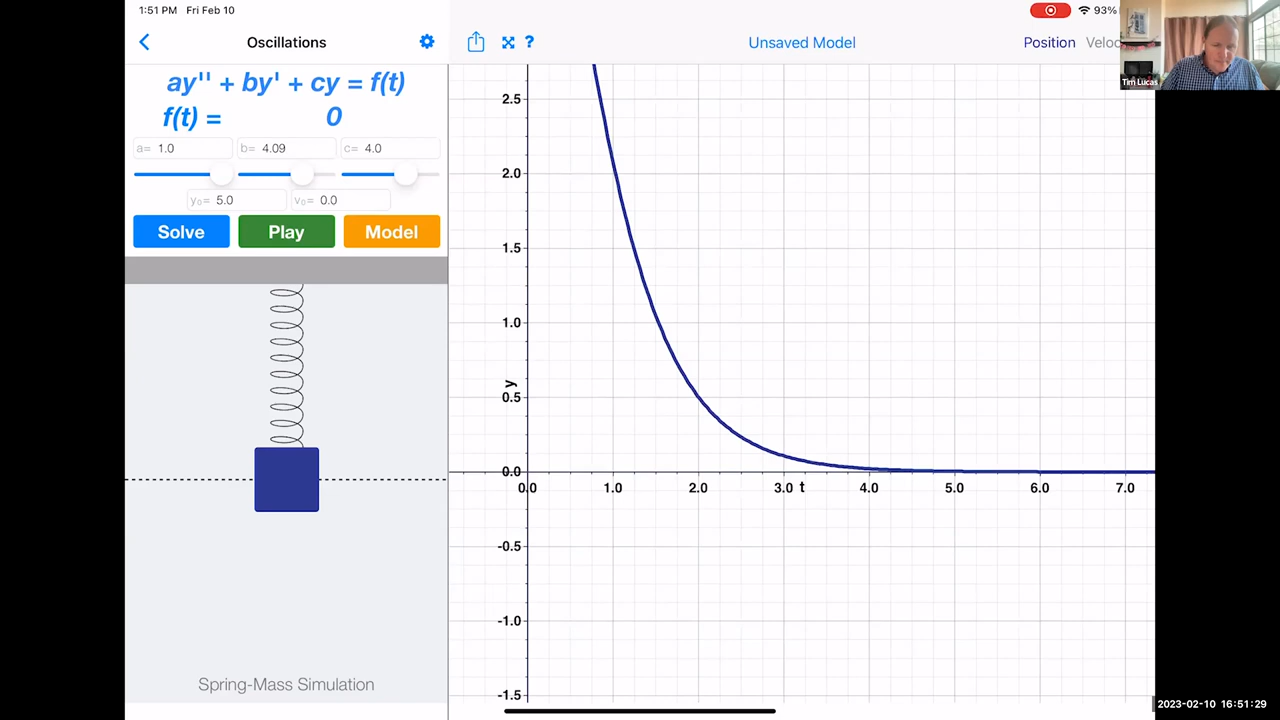 1:51 PM Fri Feb 10
93%
Oscillations
?
Unsaved Model
Position Veloc
Tim Lucas
ay'' + by' + cy = f(t)
f(t) = 0
a= 1.0 b= 4.09 c= 4.0
y₀= 5.0 v₀= 0.0
Solve Play Model
2.5
2.0
1.5
1.0
0.5
0.0
-0.5
-1.0
-1.5
y
0.0 1.0 2.0 3.0 t 4.0 5.0 6.0 7.0
Spring-Mass Simulation
2023-02-10 16:51:29